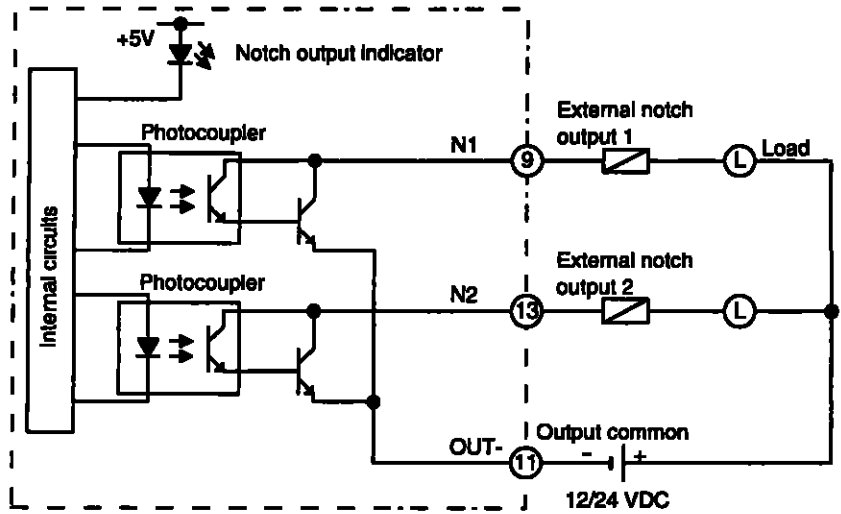 +5V
Notch output indicator
Internal circuits
Photocoupler
N1
9
External notch
output 1
L
Load
Photocoupler
N2
13
External notch
output 2
L
OUT-
11
Output common
- +
12/24 VDC